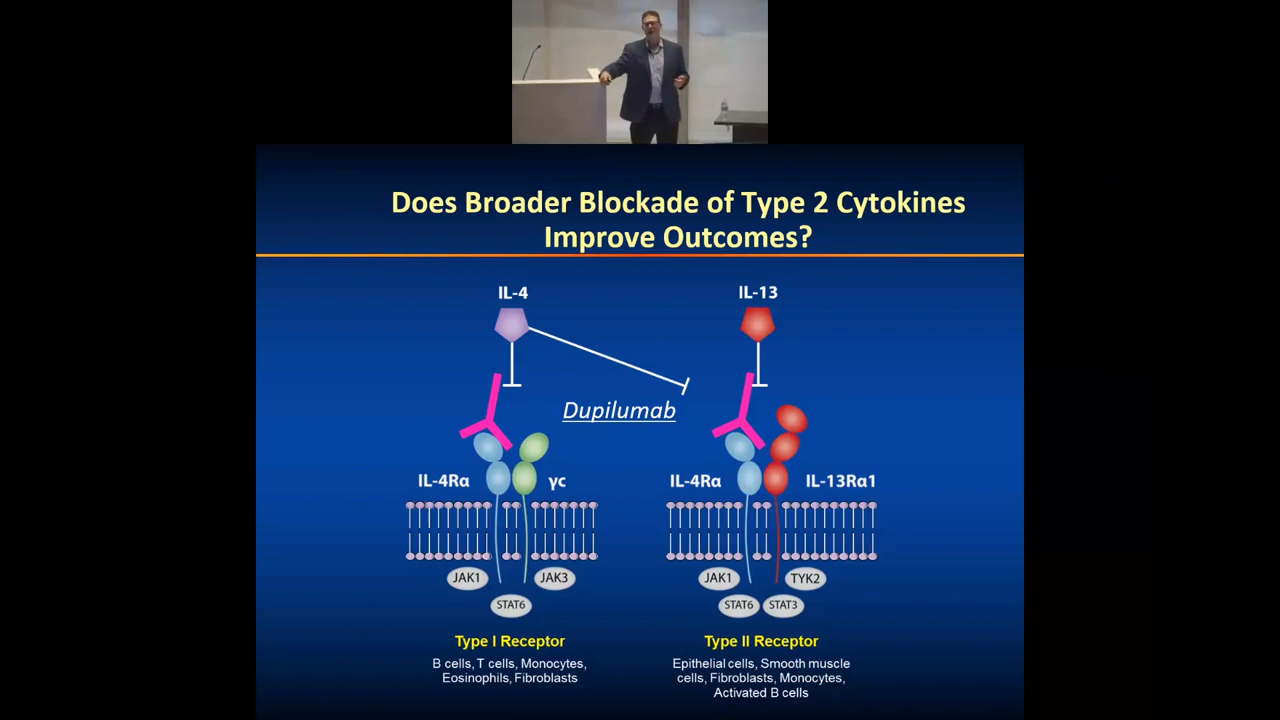 Does Broader Blockade of Type 2 Cytokines
Improve Outcomes?
IL-4
IL-13
Dupilumab
IL-4Rα
γc
IL-4Rα
IL-13Rα1
JAK1
JAK3
JAK1
TYK2
STAT6
STAT6
STAT3
Type I Receptor
B cells, T cells, Monocytes,
Eosinophils, Fibroblasts
Type II Receptor
Epithelial cells, Smooth muscle
cells, Fibroblasts, Monocytes,
Activated B cells